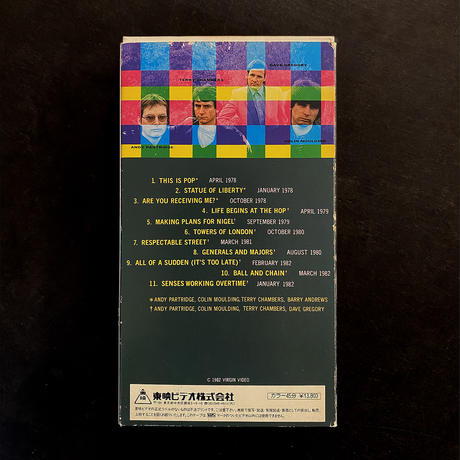 DAVE GREGORY
TERRY CHAMBERS
ANDY PARTRIDGE
COLIN MOULDING
1. THIS IS POP* APRIL 1978
2. STATUE OF LIBERTY* JANUARY 1978
3. ARE YOU RECEIVING ME?* OCTOBER 1978
4. LIFE BEGINS AT THE HOP† APRIL 1979
5. MAKING PLANS FOR NIGEL† SEPTEMBER 1979
6. TOWERS OF LONDON† OCTOBER 1980
7. RESPECTABLE STREET† MARCH 1981
8. GENERALS AND MAJORS† AUGUST 1980
9. ALL OF A SUDDEN (IT'S TOO LATE)† FEBRUARY 1982
10. BALL AND CHAIN† MARCH 1982
11. SENSES WORKING OVERTIME† JANUARY 1982
* ANDY PARTRIDGE, COLIN MOULDING, TERRY CHAMBERS, BARRY ANDREWS
† ANDY PARTRIDGE, COLIN MOULDING, TERRY CHAMBERS, DAVE GREGORY
© 1982 VIRGIN VIDEO
東映ビデオ株式会社
カラー45分 ¥13,800